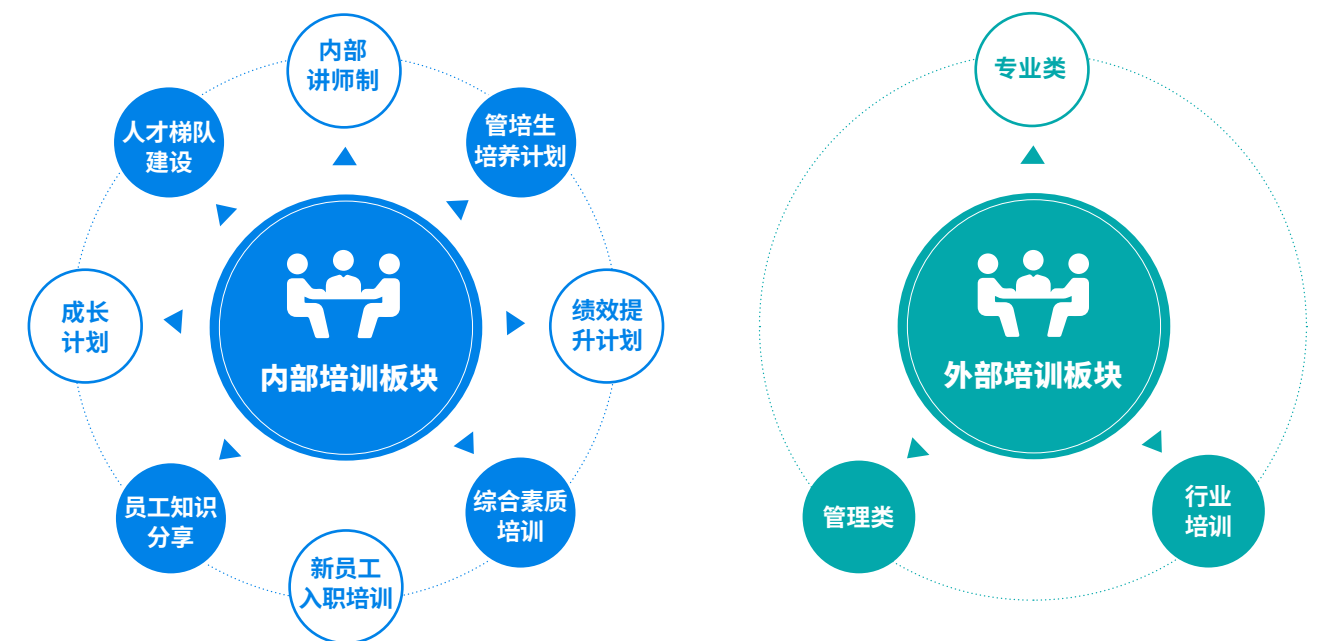 内部
讲师制
管培生
培养计划
绩效提
升计划
综合素质
培训
新员工
入职培训
员工知识
分享
成长
计划
人才梯队
建设
内部培训板块
专业类
行业
培训
管理类
外部培训板块